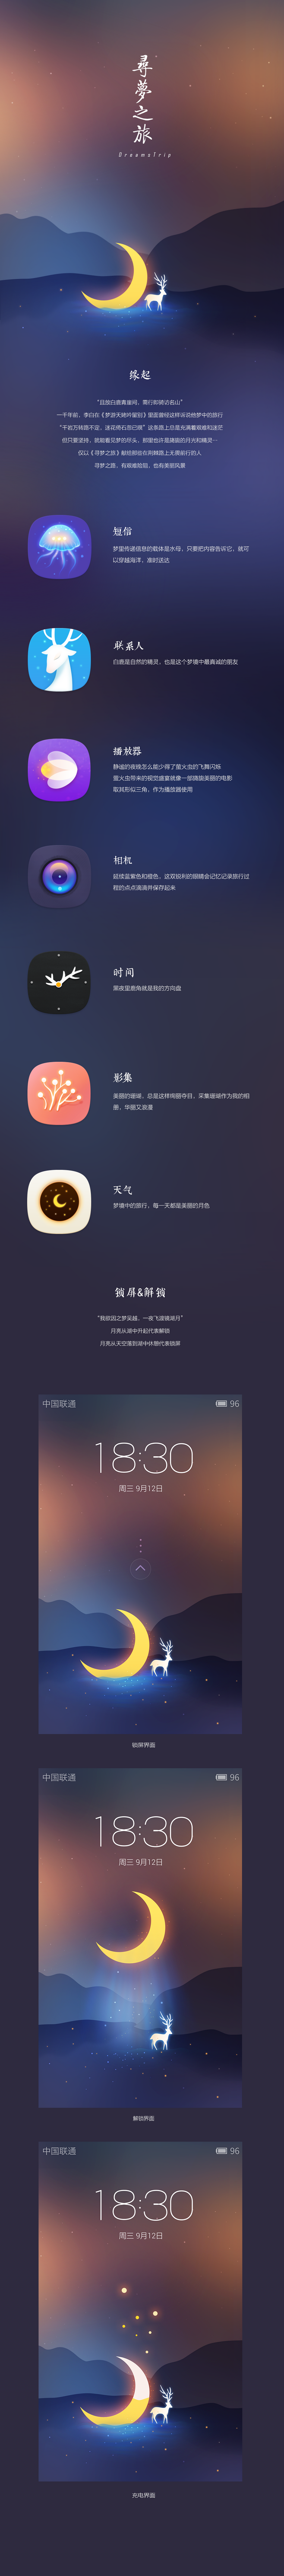 尋夢之旅
DreamsTrip
缘起
“且放白鹿青崖间，需行即骑访名山”
一千年前，李白在《梦游天姥吟留别》里面曾经这样诉说他梦中的旅行
“千岩万转路不定，迷花倚石忽已暝”这条路上总是充满着艰难和迷茫
但只要坚持，就能看见梦的尽头，那里也许是旖旎的月光和精灵…
仅以《寻梦之旅》献给那些在荆棘路上无畏前行的人
寻梦之路，有艰难险阻，也有美丽风景
短信
梦里传递信息的载体是水母，只要把内容告诉它，就可
以穿越海洋，准时送达
联系人
白鹿是自然的精灵，也是这个梦境中最真诚的朋友
播放器
静谧的夜晚怎么能少得了萤火虫的飞舞闪烁
萤火虫带来的视觉盛宴就像一部旖旎美丽的电影
取其形似三角，作为播放器使用
相机
延续蓝紫色和橙色，这双锐利的眼睛会记忆记录旅行过
程的点点滴滴并保存起来
时间
黑夜里鹿角就是我的方向盘
影集
美丽的珊瑚，总是这样绚丽夺目，采集珊瑚作为我的相
册，华丽又浪漫
天气
梦境中的旅行，每一天都是美丽的月色
锁屏&解锁
“我欲因之梦吴越，一夜飞渡镜湖月”
月亮从湖中升起代表解锁
月亮从天空落到湖中休憩代表锁屏
中国联通 96
18:30
周三 9月12日
锁屏界面
中国联通 96
18:30
周三 9月12日
解锁界面
中国联通 96
18:30
周三 9月12日
充电界面